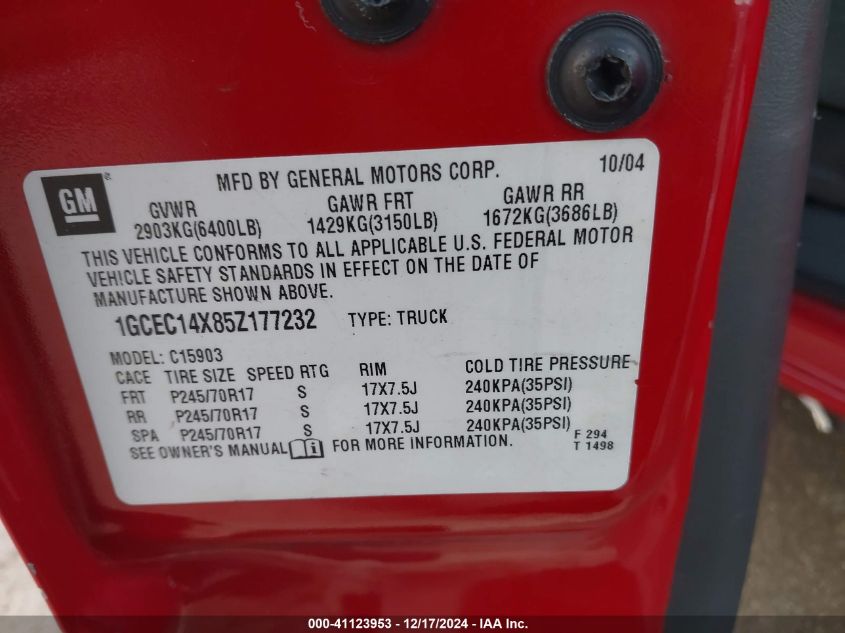 GM
MFD BY GENERAL MOTORS CORP. 10/04
GVWR GAWR FRT GAWR RR
2903KG(6400LB) 1429KG(3150LB) 1672KG(3686LB)
THIS VEHICLE CONFORMS TO ALL APPLICABLE U.S. FEDERAL MOTOR
VEHICLE SAFETY STANDARDS IN EFFECT ON THE DATE OF
MANUFACTURE SHOWN ABOVE.
1GCEC14X85Z177232 TYPE: TRUCK
MODEL: C15903
CACE TIRE SIZE SPEED RTG RIM COLD TIRE PRESSURE
FRT P245/70R17 S 17X7.5J 240KPA(35PSI)
RR P245/70R17 S 17X7.5J 240KPA(35PSI)
SPA P245/70R17 S 17X7.5J 240KPA(35PSI)
SEE OWNER'S MANUAL i FOR MORE INFORMATION.
F 294
T 1498
000-41123953 - 12/17/2024 - IAA Inc.